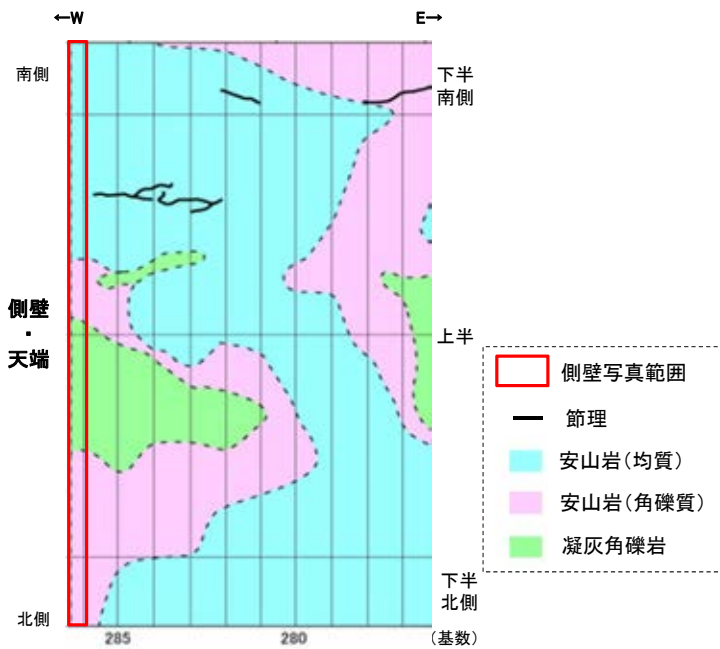 ←W
E→
南側
下半
南側
側壁
・
天端
上半
側壁写真範囲
節理
安山岩(均質)
安山岩(角礫質)
凝灰角礫岩
下半
北側
北側
285
280
(基数)